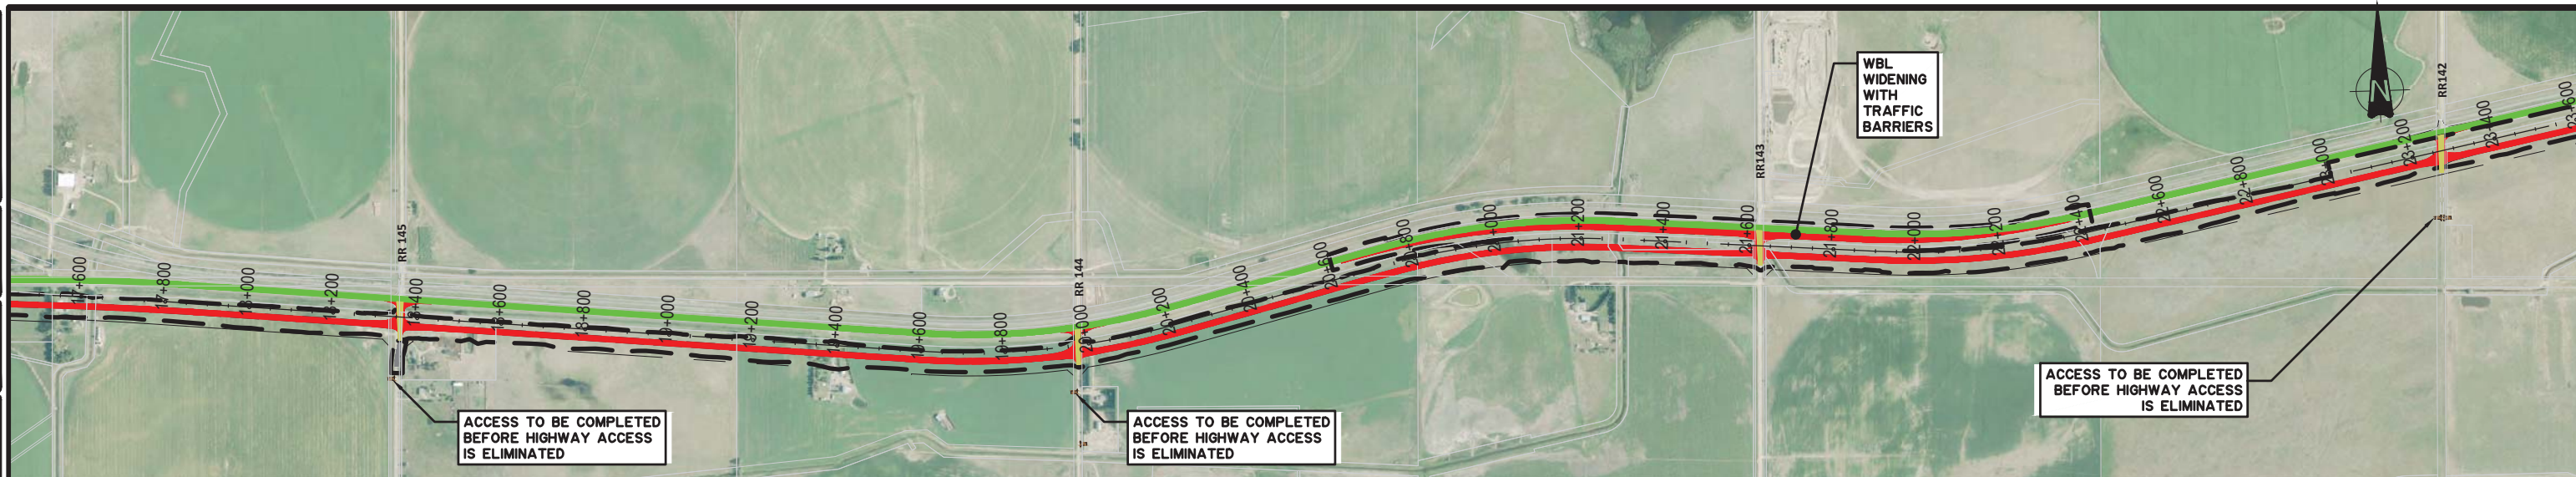 WBL
WIDENING
WITH
TRAFFIC
BARRIERS
N
RR 145
RR 144
RR143
RR142
17+600
17+800
18+000
18+200
18+400
18+600
18+800
19+000
19+200
19+400
19+600
19+800
20+000
20+200
20+400
20+600
20+800
21+000
21+200
21+400
21+600
21+800
22+000
22+200
22+400
22+600
22+800
23+000
23+200
23+400
23+600
ACCESS TO BE COMPLETED
BEFORE HIGHWAY ACCESS
IS ELIMINATED
ACCESS TO BE COMPLETED
BEFORE HIGHWAY ACCESS
IS ELIMINATED
ACCESS TO BE COMPLETED
BEFORE HIGHWAY ACCESS
IS ELIMINATED